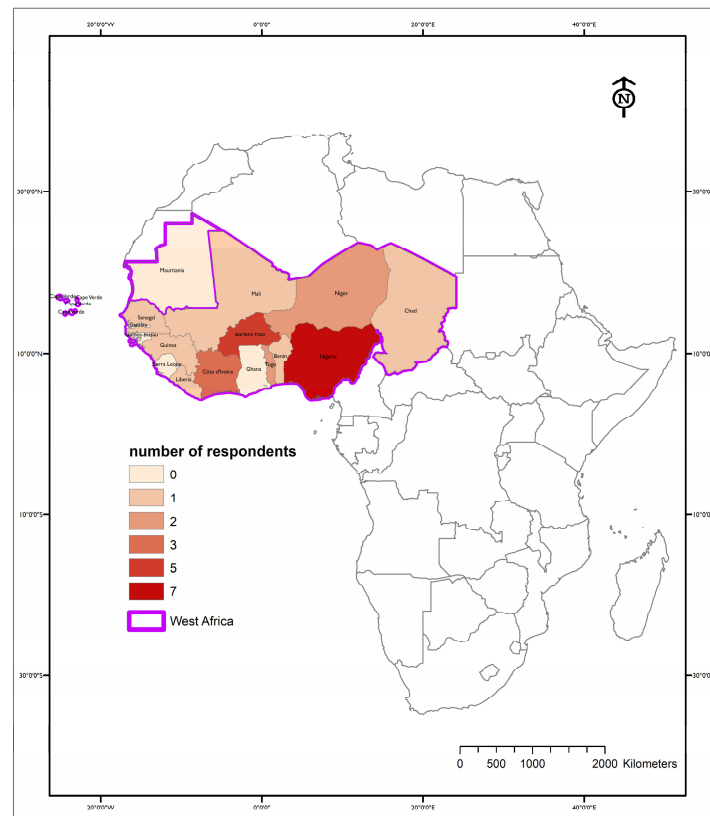 20°0'0"W 0°0'0" 20°0'0"E 40°0'0"E
N
30°0'0"N 30°0'0"
Mauritania
Mali
Niger
Chad
Cape Verde
Cape Verde
Senegal
Gambia
Guinea-Bissau
Burkina Faso
Guinea
Benin
Nigeria
10°0'0"N 10°0'0"
Sierra Leone
Côte d'Ivoire
Ghana
Togo
Liberia
number of respondents
0
1
2
3
5
7
West Africa
10°0'0"S 10°0'0"
30°0'0"S 30°0'0"
0 500 1000 2000 Kilometers
20°0'0"W 0°0'0" 20°0'0"E 40°0'0"E